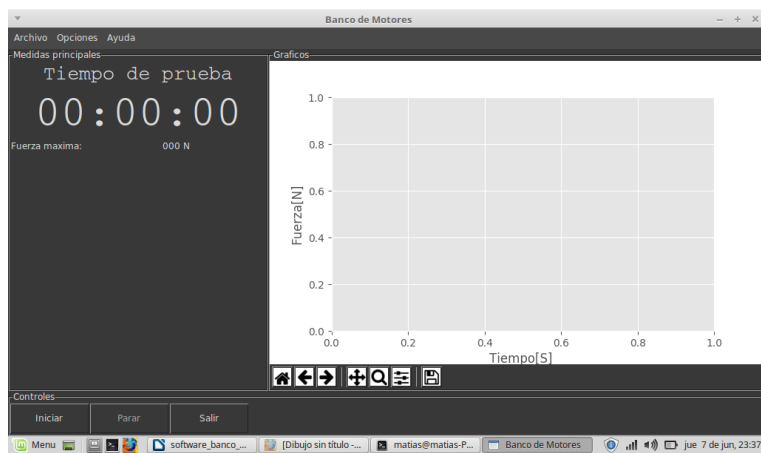 Banco de Motores
Archivo Opciones Ayuda
Medidas principales
Tiempo de prueba
00:00:00
Fuerza maxima: 000 N
Graficos
1.0
0.8
0.6
0.4
0.2
0.0
Fuerza[N]
0.0 0.2 0.4 0.6 0.8 1.0
Tiempo[S]
Controles
Iniciar Parar Salir
Menu software_banco_... [Dibujo sin título -... matias@matias-P... Banco de Motores jue 7 de jun, 23:37